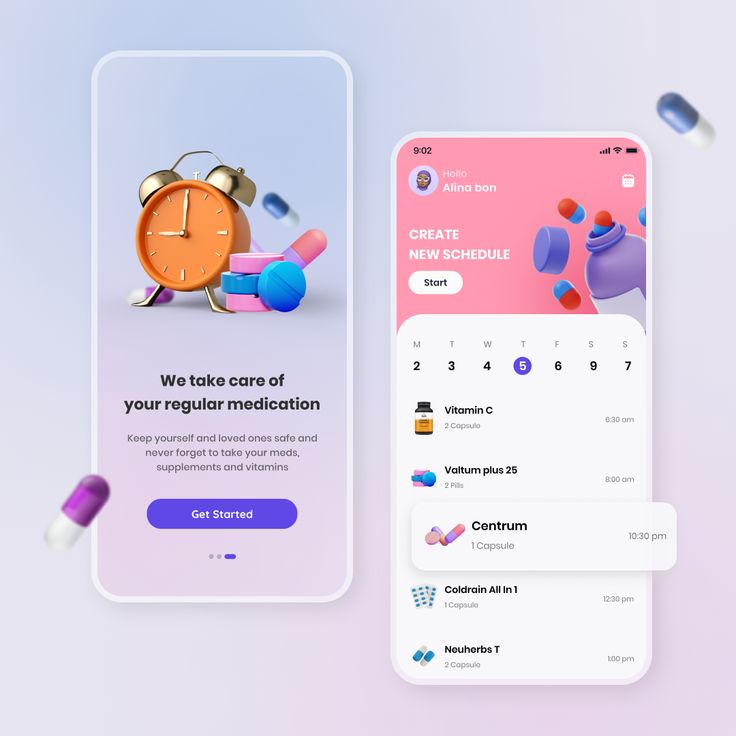 We take care of
your regular medication
Keep yourself and loved ones safe and
never forget to take your meds,
supplements and vitamins
Get Started
9:02
Hello
Alina bon
CREATE
NEW SCHEDULE
Start
M T W T F S S
2 3 4 5 6 9 7
Vitamin C
2 Capsule
6:30 am
Valtum plus 25
2 Pills
8:00 am
Centrum
1 Capsule
10:30 pm
Coldrain All In 1
1 Capsule
12:30 pm
Neuherbs T
2 Capsule
1:00 pm